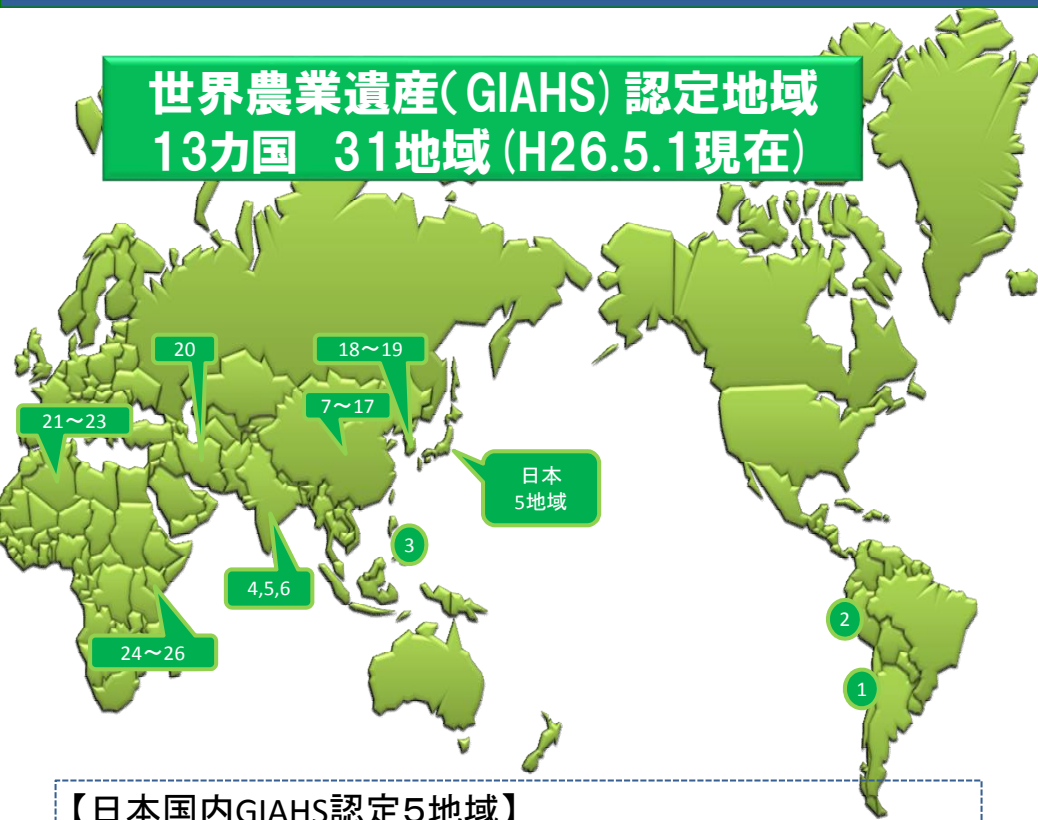 世界農業遺産(GIAHS)認定地域
13カ国　31地域(H26.5.1現在)
20
18～19
7～17
21～23
日本
5地域
3
4,5,6
2
24～26
1
【日本国内GIAHS認定５地域】